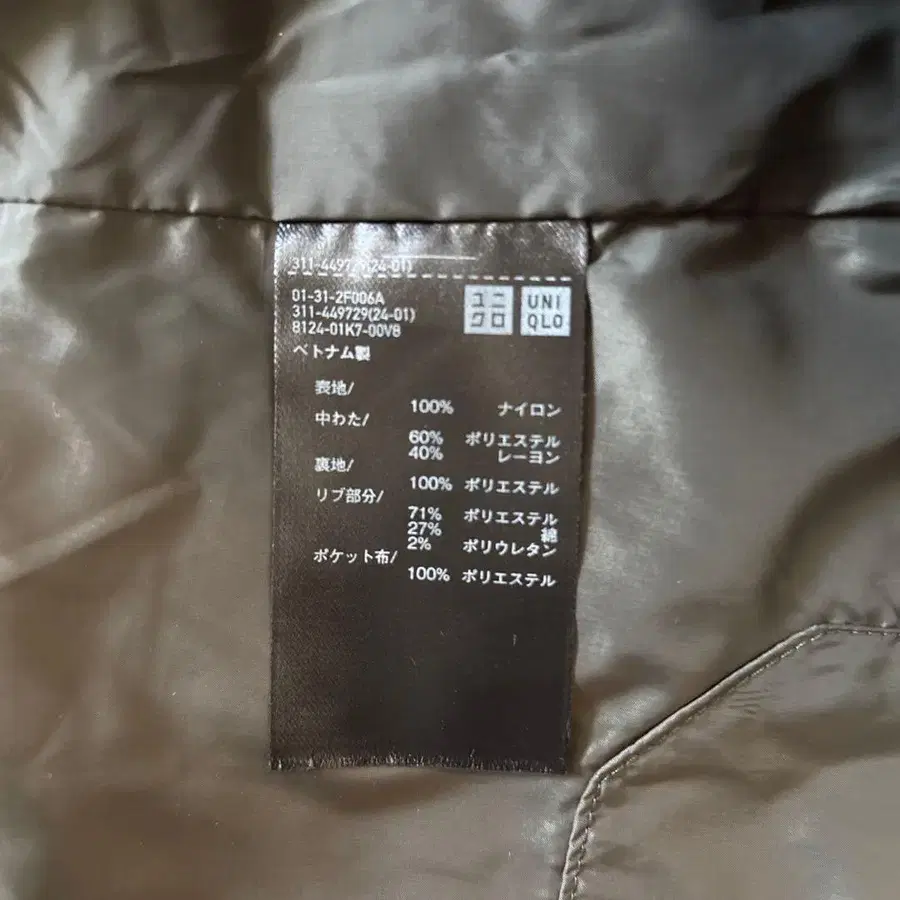 311-449729(24-01)
01-31-2F006A
311-449729(24-01)
8124-01K7-00V8
ユニ
クロ
UNI
QLO
ベトナム製
表地/
100% ナイロン
中わた/
60% ポリエステル
40% レーヨン
裏地/
100% ポリエステル
リブ部分/
71% ポリエステル
27% 綿
2% ポリウレタン
ポケット布/
100% ポリエステル